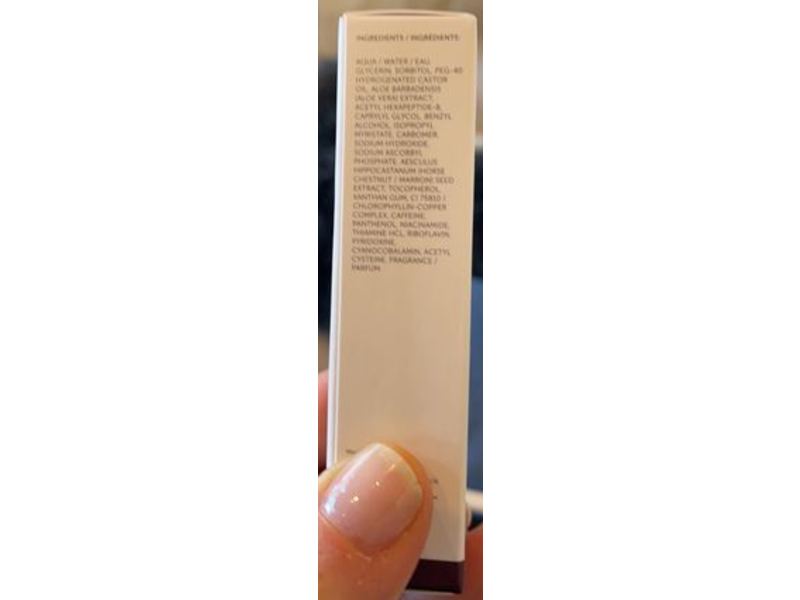 INGREDIENTS / INGRÉDIENTS:
AQUA / WATER / EAU,
GLYCERIN, SORBITOL, PEG-40
HYDROGENATED CASTOR
OIL, ALOE BARBADENSIS
(ALOE VERA) EXTRACT,
ACETYL HEXAPEPTIDE-8,
CAPRYLYL GLYCOL, BENZYL
ALCOHOL, ISOPROPYL
MYRISTATE, CARBOMER,
SODIUM HYDROXIDE,
SODIUM ASCORBYL
PHOSPHATE, AESCULUS
HIPPOCASTANUM (HORSE
CHESTNUT / MARRON) SEED
EXTRACT, TOCOPHEROL,
XANTHAN GUM, CI 75810 /
CHLOROPHYLLIN-COPPER
COMPLEX, CAFFEINE,
PANTHENOL, NIACINAMIDE,
THIAMINE HCL, RIBOFLAVIN,
PYRIDOXINE,
CYANOCOBALAMIN, ACETYL
CYSTEINE, FRAGRANCE /
PARFUM